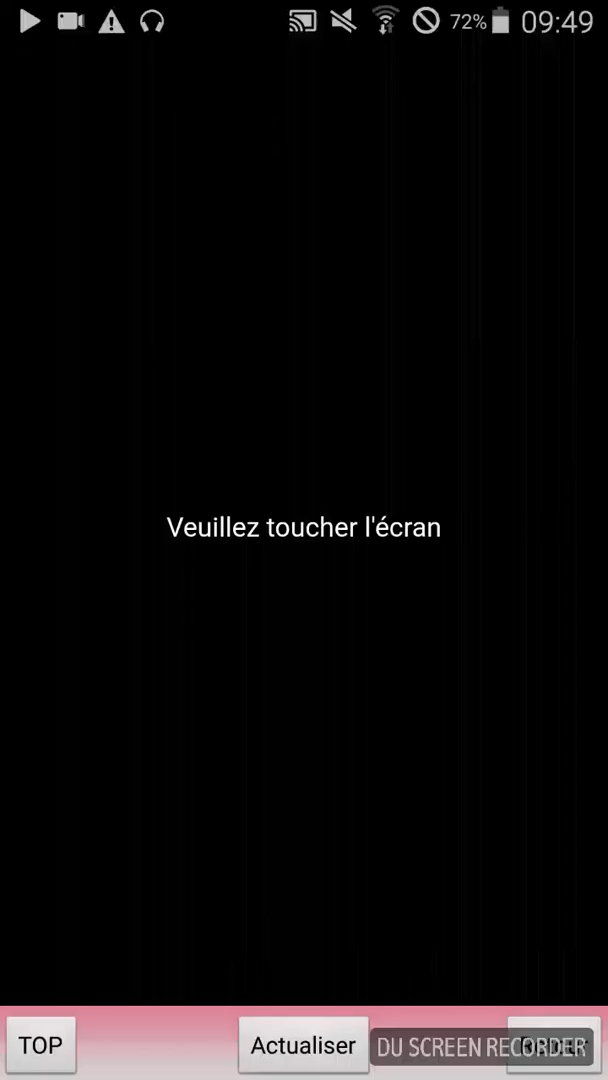 72% 09:49
Veuillez toucher l'écran
TOP Actualiser DU SCREEN RECORDER